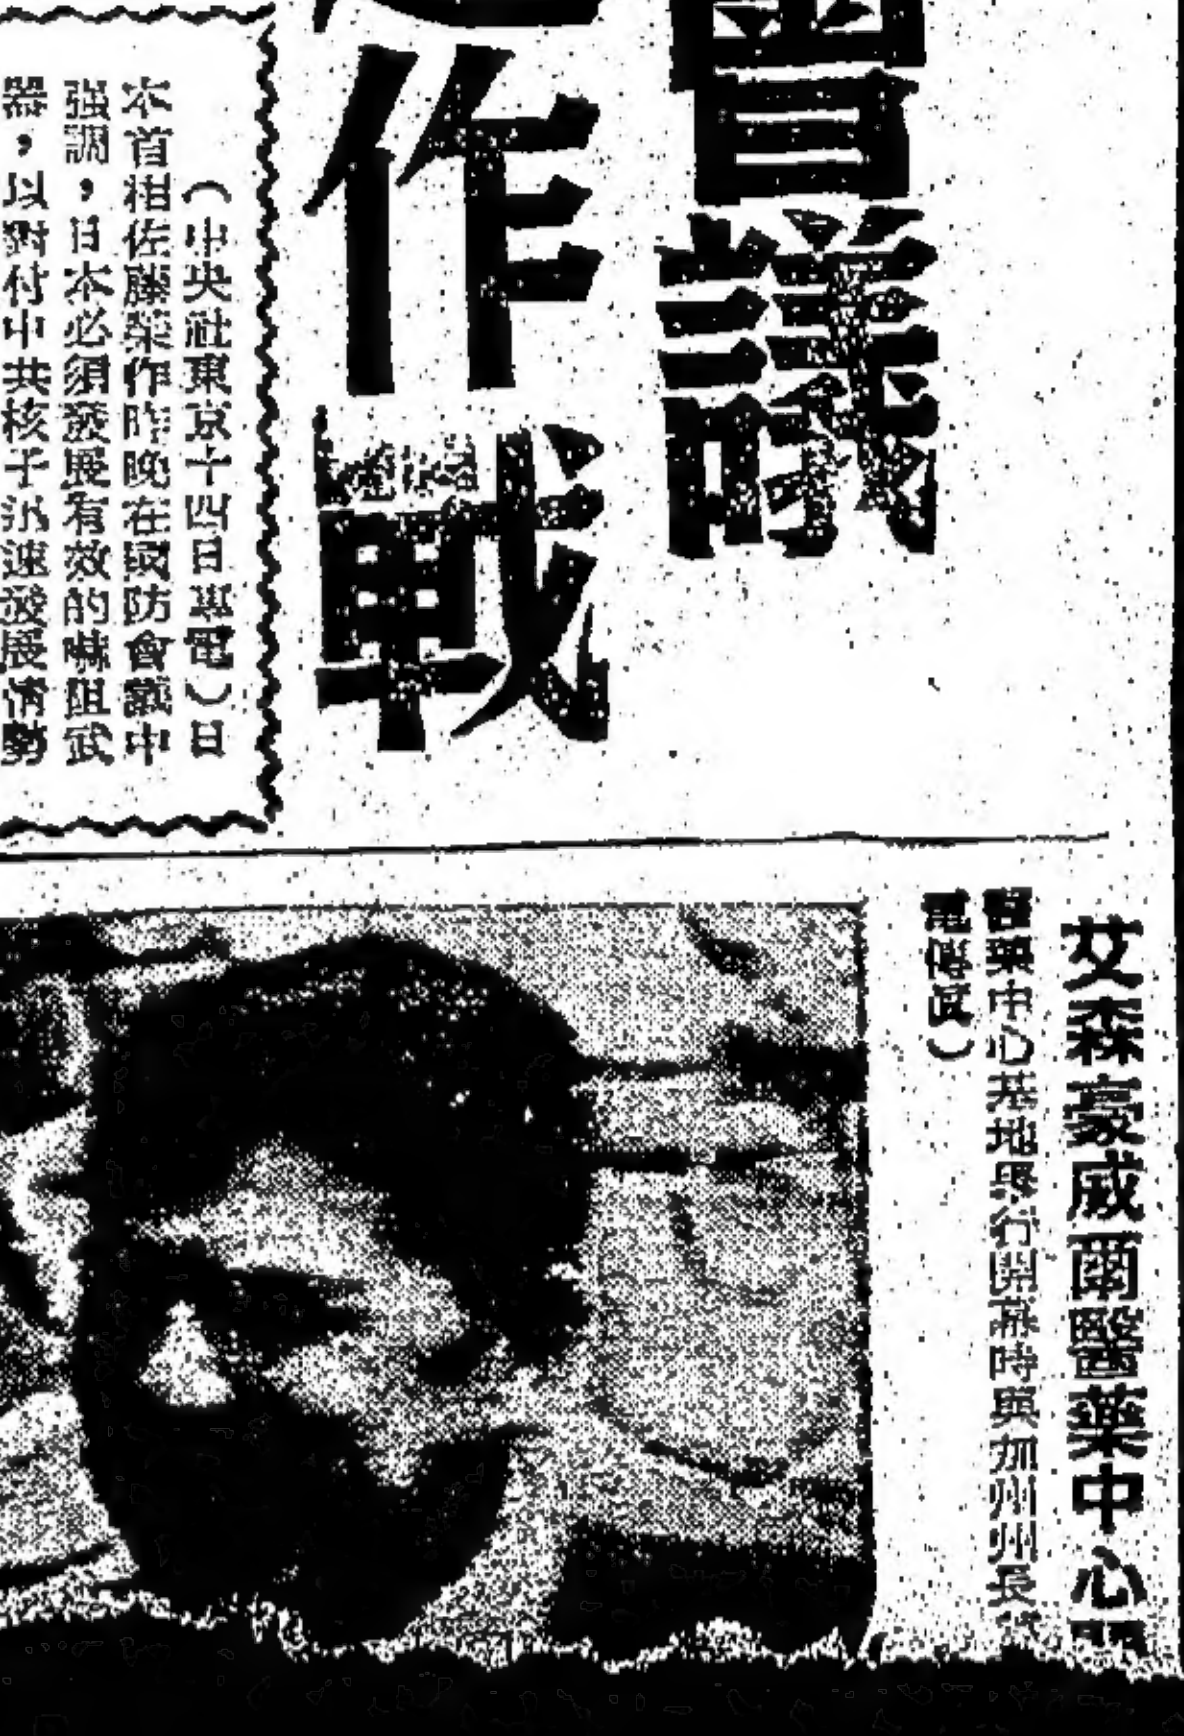 會議
作戰
（中央社東京十四日專電）日
本首相佐藤榮作昨晚在國防會議中
强調，日本必須發展有效的嚇阻武
器，以對付中共核子迅速發展情勢
艾森豪威爾醫藥中心
醫藥中心基地舉行開幕時與加州州長
電傳眞）